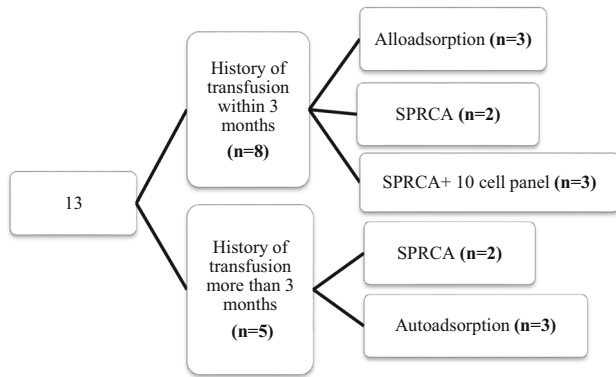 13
History of
transfusion
within 3
months
(n=8)
Alloadsorption (n=3)
SPRCA (n=2)
SPRCA+ 10 cell panel (n=3)
History of
transfusion
more than 3
months
(n=5)
SPRCA (n=2)
Autoadsorption (n=3)